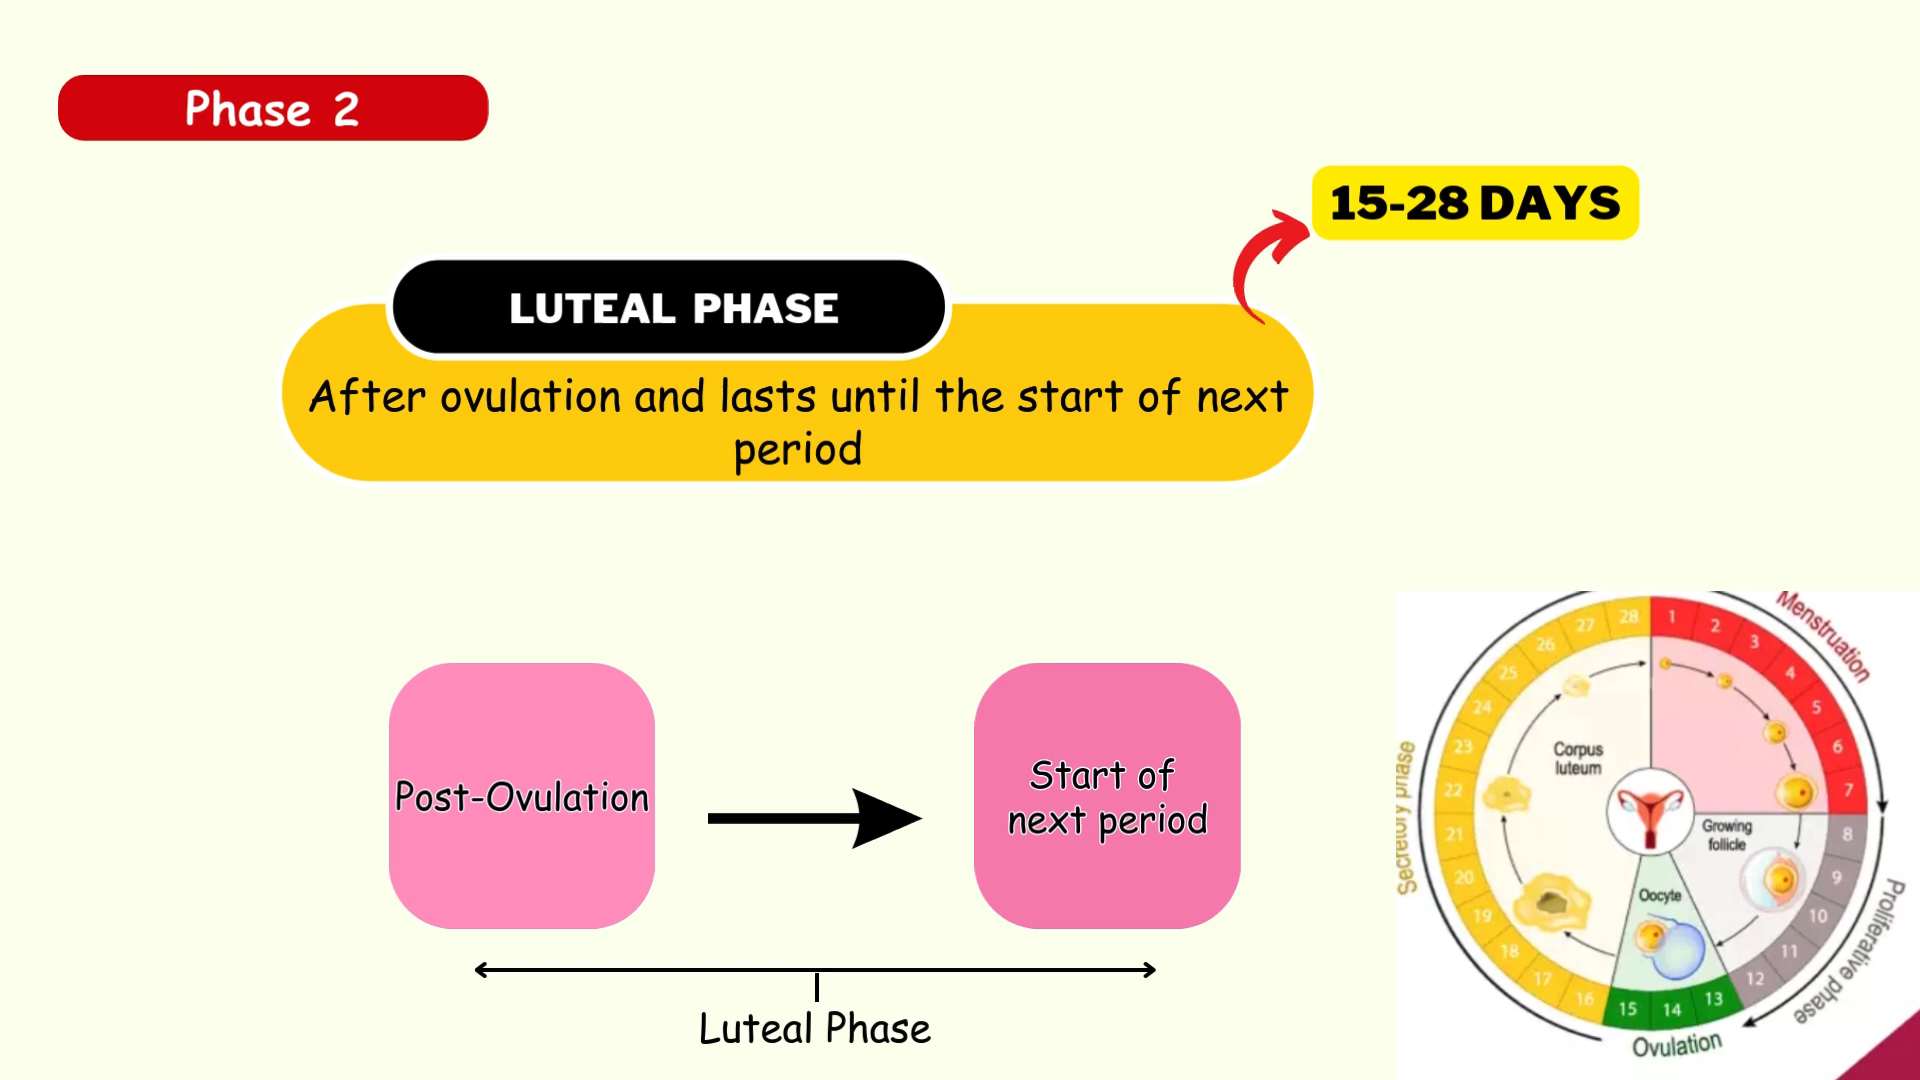 Phase 2
15-28 DAYS
LUTEAL PHASE
After ovulation and lasts until the start of next
period
Post-Ovulation
Start of
next period
Luteal Phase
Menstruation
Proliferative phase
Ovulation
Secretory phase
1
2
3
4
5
6
7
8
9
10
11
12
13
14
15
16
17
18
19
20
21
22
23
24
25
26
27
28
Corpus
luteum
Growing
follicle
Oocyte